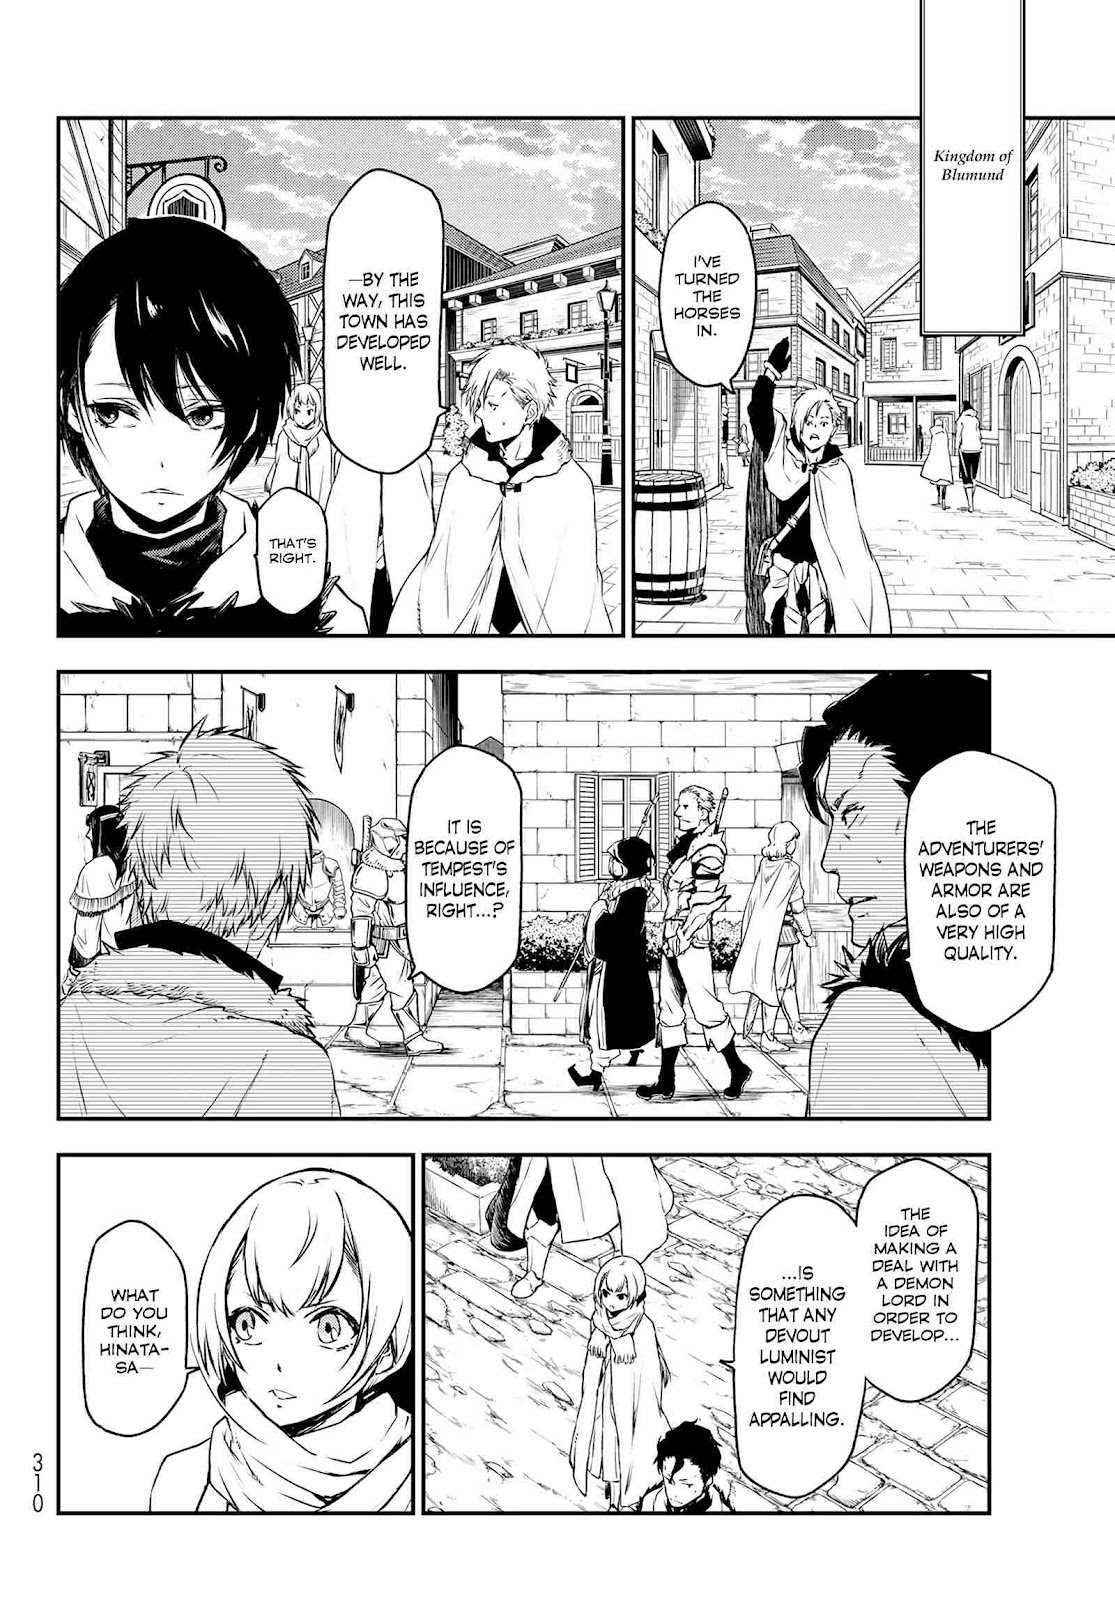 Kingdom of
Blumund
I'VE
TURNED
THE
HORSES
IN.
—BY THE
WAY, THIS
TOWN HAS
DEVELOPED
WELL.
THAT'S
RIGHT.
THE
ADVENTURERS'
WEAPONS AND
ARMOR ARE
ALSO OF A
VERY HIGH
QUALITY.
IT IS
BECAUSE OF
TEMPEST'S
INFLUENCE,
RIGHT...?
THE
IDEA OF
MAKING A
DEAL WITH
A DEMON
LORD IN
ORDER TO
DEVELOP...
...IS
SOMETHING
THAT ANY
DEVOUT
LUMINIST
WOULD
FIND
APPALLING.
WHAT
DO YOU
THINK,
HINATA-
SA—
310